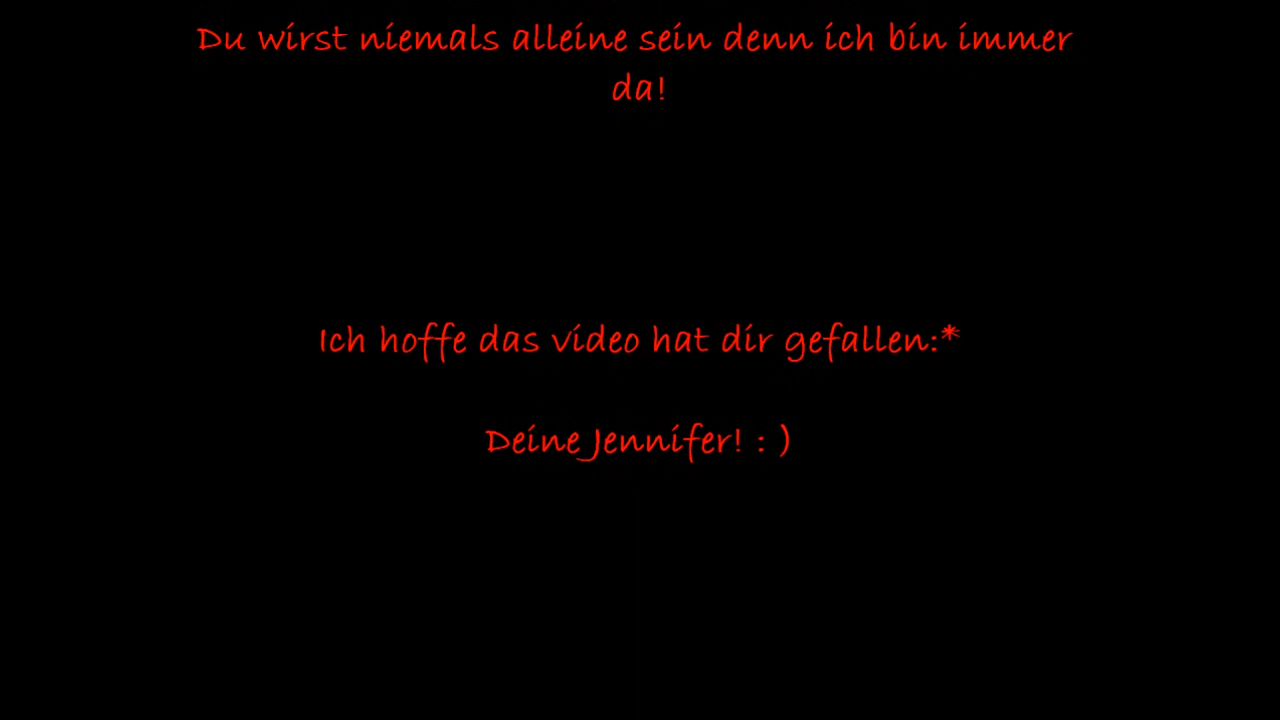 Du wirst niemals alleine sein denn ich bin immer
da!
Ich hoffe das video hat dir gefallen:*
Deine Jennifer! : )